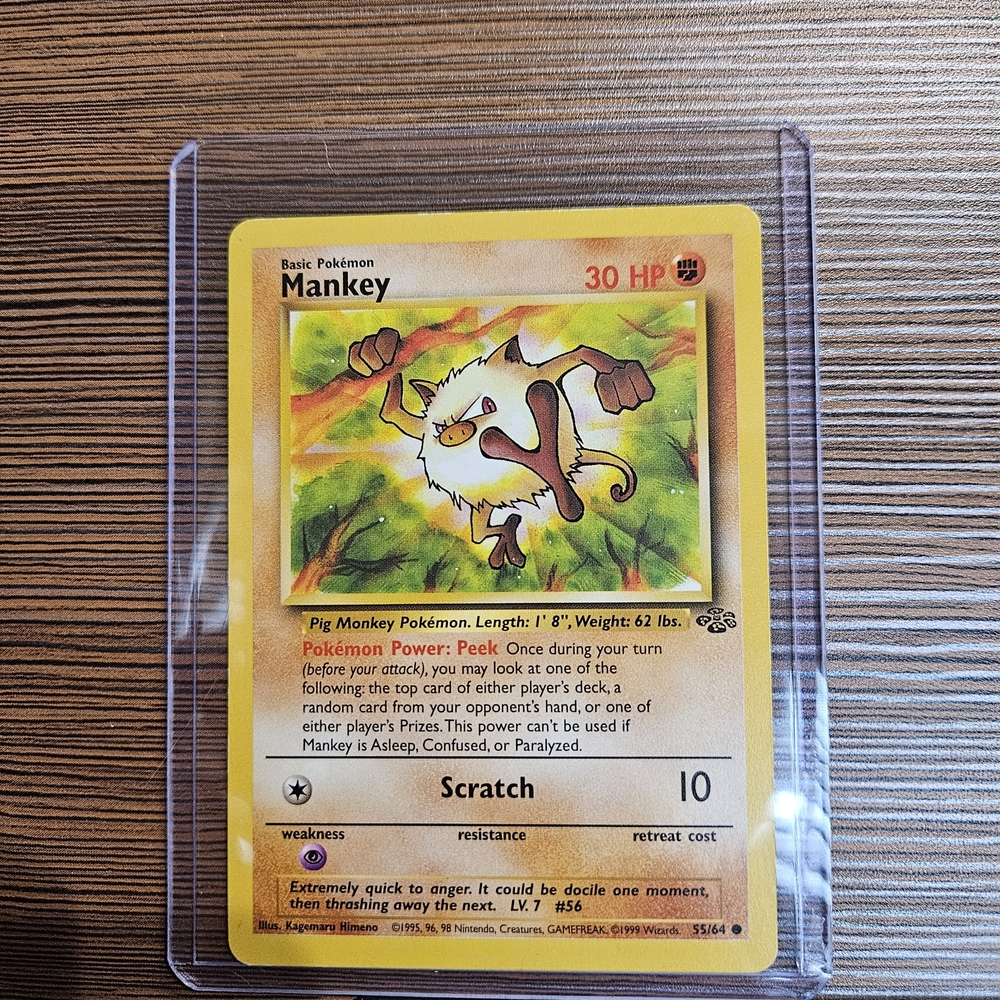 Basic Pokémon
Mankey
30 HP
Pig Monkey Pokémon. Length: 1' 8", Weight: 62 lbs.
Pokémon Power: Peek Once during your turn
(before your attack), you may look at one of the
following: the top card of either player's deck, a
random card from your opponent's hand, or one of
either player's Prizes. This power can't be used if
Mankey is Asleep, Confused, or Paralyzed.
Scratch 10
weakness resistance retreat cost
Extremely quick to anger. It could be docile one moment,
then thrashing away the next. LV. 7 #56
Illus. Kagemaru Himeno ©1995, 96, 98 Nintendo, Creatures, GAMEFREAK. ©1999 Wizards. 55/64